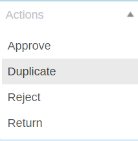 Actions
Approve
Duplicate
Reject
Return